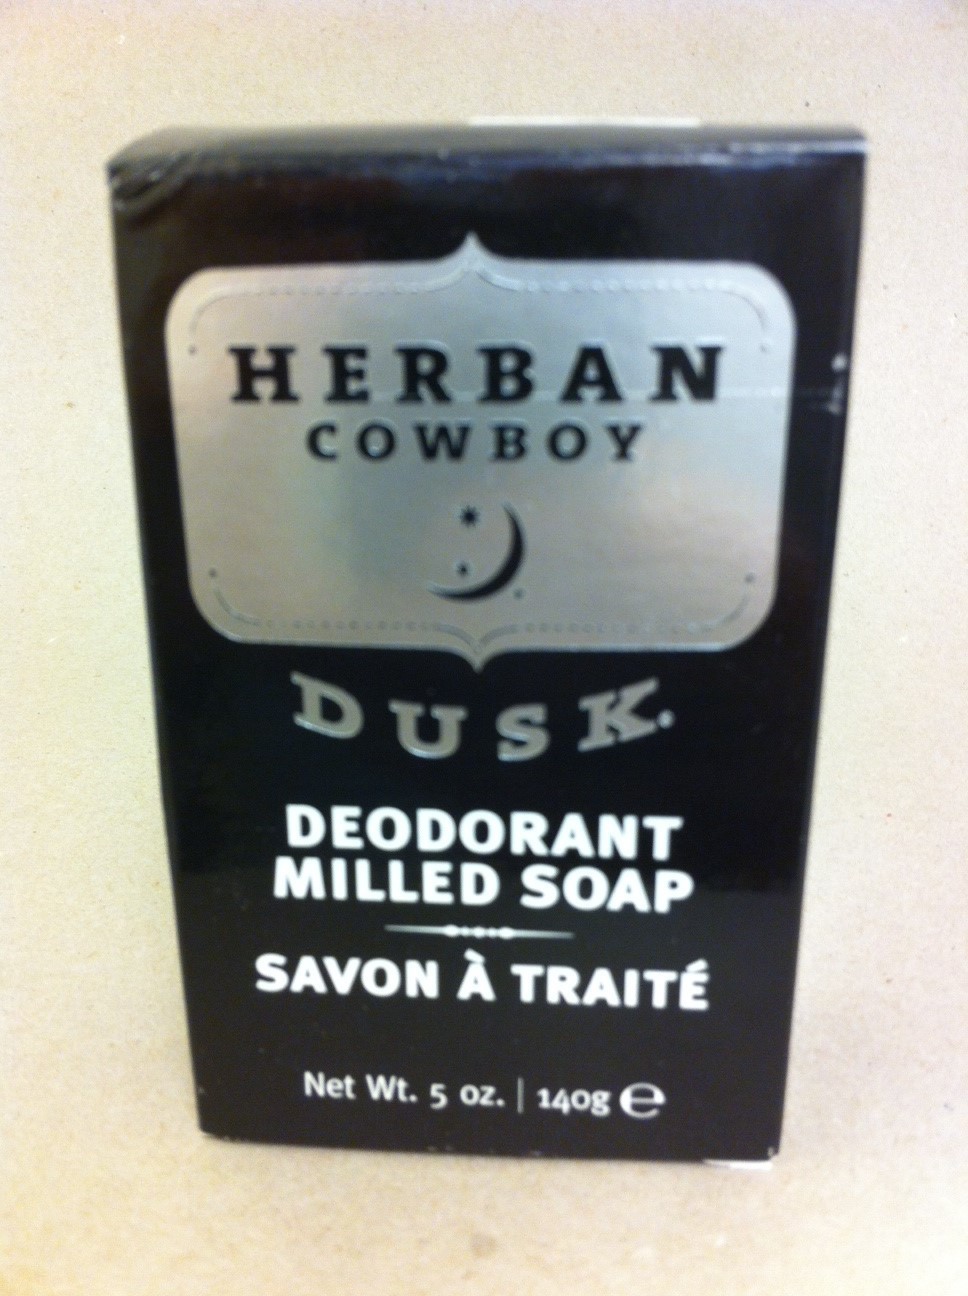 HERBAN
COWBOY
DUSK.
DEODORANT
MILLED SOAP
SAVON À TRAITÉ
Net Wt. 5 oz. | 140g ℮